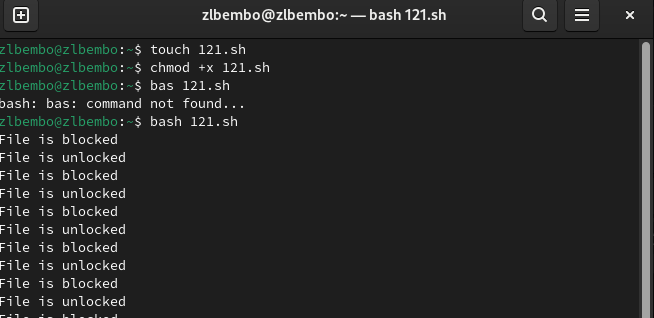 zlbembo@zlbembo:~ — bash 121.sh
zlbembo@zlbembo:~$ touch 121.sh
zlbembo@zlbembo:~$ chmod +x 121.sh
zlbembo@zlbembo:~$ bas 121.sh
bash: bas: command not found...
zlbembo@zlbembo:~$ bash 121.sh
File is blocked
File is unlocked
File is blocked
File is unlocked
File is blocked
File is unlocked
File is blocked
File is unlocked
File is blocked
File is unlocked
File is blocked